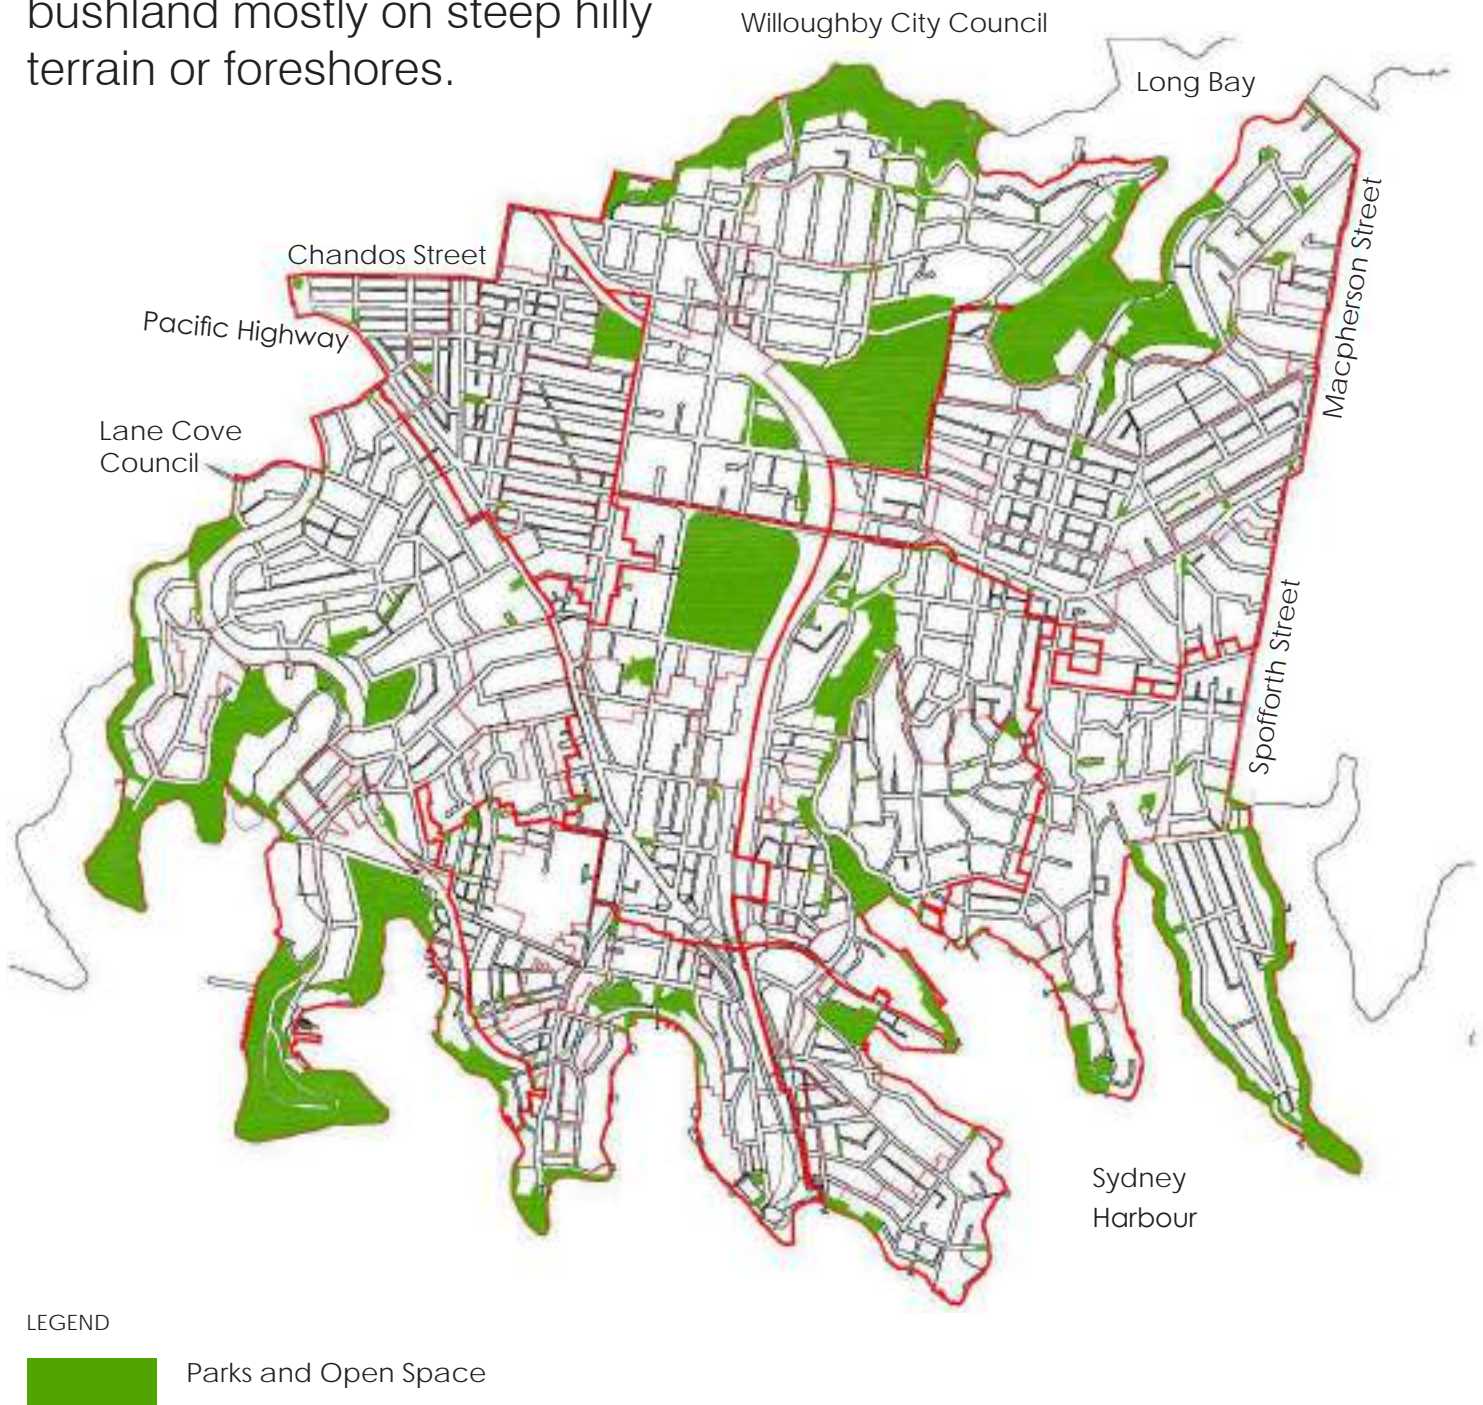 bushland mostly on steep hilly
terrain or foreshores.
Willoughby City Council
Long Bay
Chandos Street
Pacific Highway
Macpherson Street
Lane Cove
Council
Spofforth Street
Sydney
Harbour
LEGEND
Parks and Open Space